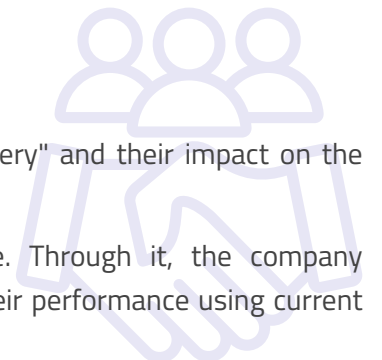 ery" and their impact on the
e. Through it, the company
eir performance using current